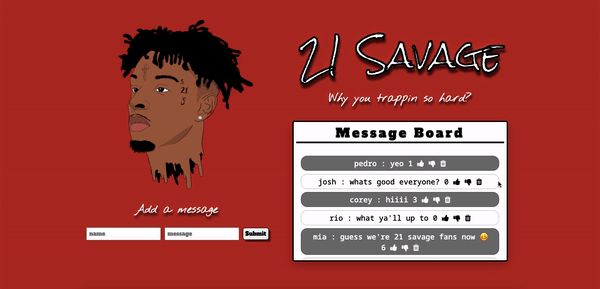 21 Savage
Why you trappin so hard?
Message Board
pedro : yeo 1
josh : whats good everyone? 0
corey : hiiii 3
rio : what ya'll up to 0
mia : guess we're 21 savage fans now 😄
6
Add a message
name
message
Submit
21